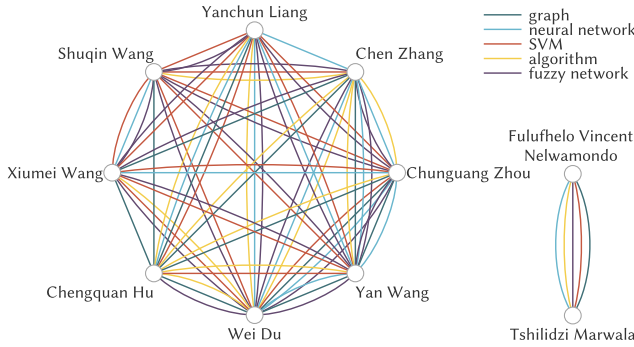 Yanchun Liang
Shuqin Wang
Chen Zhang
Xiumei Wang
Chunguang Zhou
Chengquan Hu
Yan Wang
Wei Du
graph
neural network
SVM
algorithm
fuzzy network
Fulufhelo Vincent
Nelwamondo
Tshilidzi Marwala